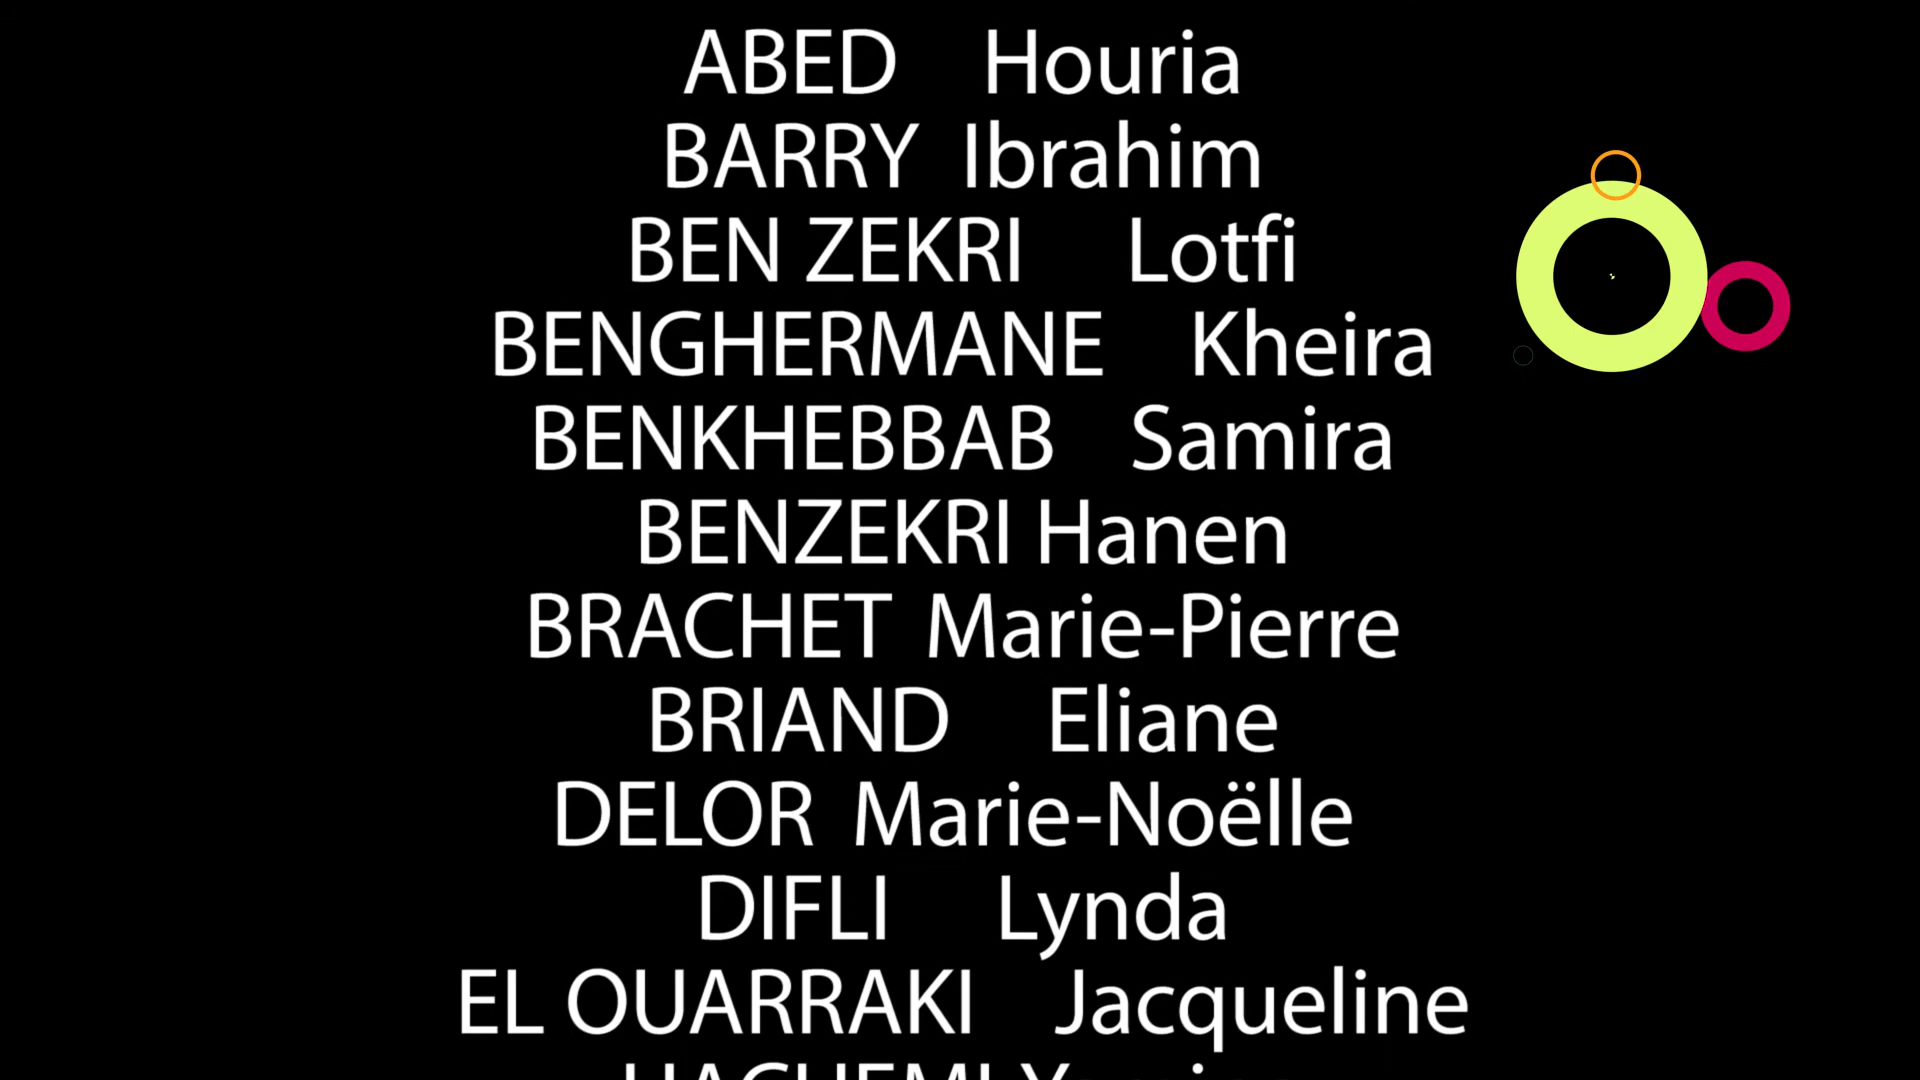 ABED Houria
BARRY Ibrahim
BEN ZEKRI Lotfi
BENGHERMANE Kheira
BENKHEBBAB Samira
BENZEKRI Hanen
BRACHET Marie-Pierre
BRIAND Eliane
DELOR Marie-Noëlle
DIFLI Lynda
EL OUARRAKI Jacqueline